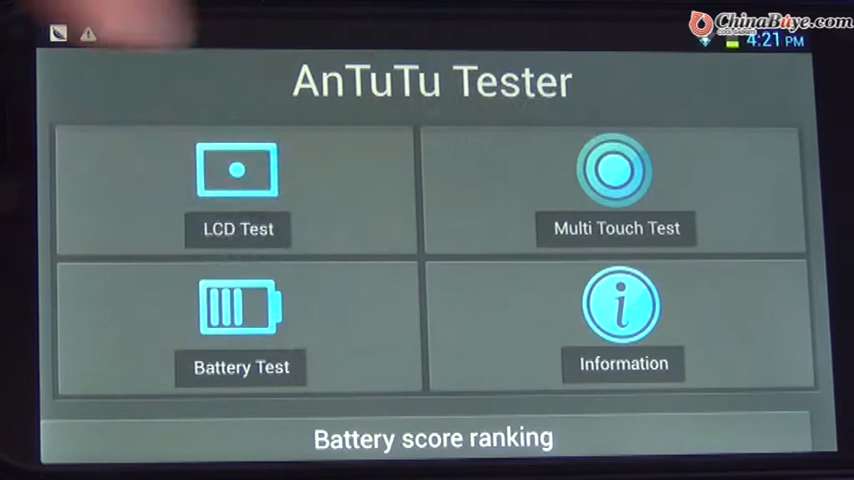 ChinaBuye.com
4:21 PM
AnTuTu Tester
LCD Test
Multi Touch Test
Battery Test
Information
Battery score ranking